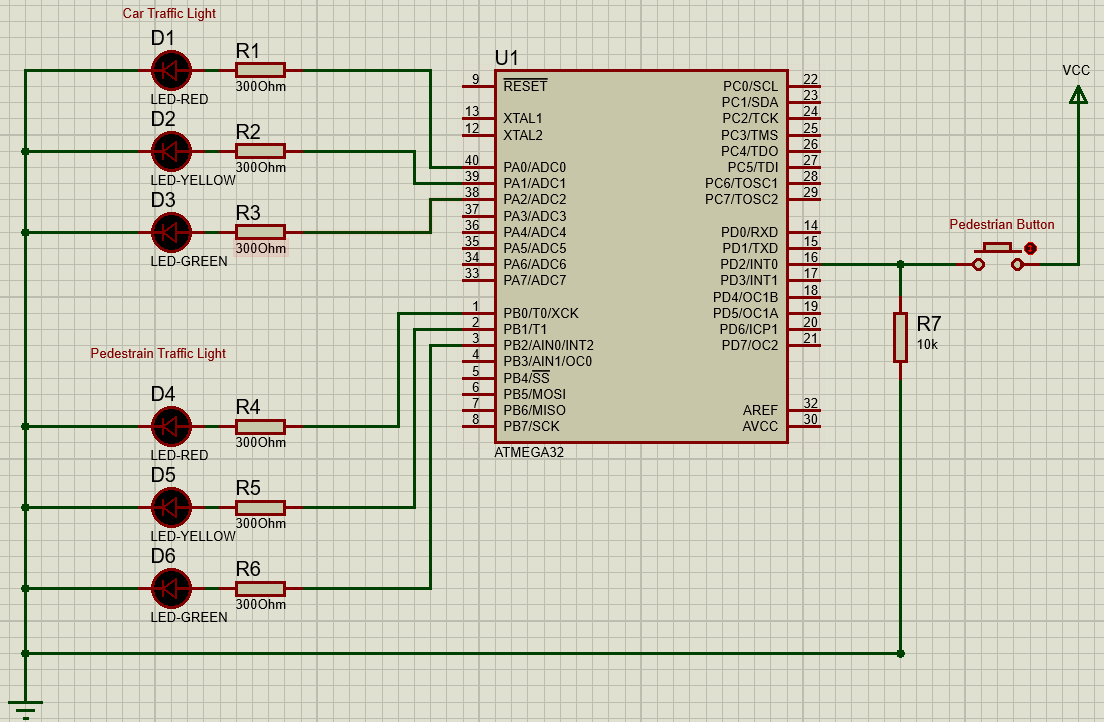 Car Traffic Light
D1
R1
LED-RED
300Ohm
D2
R2
LED-YELLOW
300Ohm
D3
R3
LED-GREEN
300Ohm
Pedestrain Traffic Light
D4
R4
LED-RED
300Ohm
D5
R5
LED-YELLOW
300Ohm
D6
R6
LED-GREEN
300Ohm
U1
9 RESET
13 XTAL1
12 XTAL2
40 PA0/ADC0
39 PA1/ADC1
38 PA2/ADC2
37 PA3/ADC3
36 PA4/ADC4
35 PA5/ADC5
34 PA6/ADC6
33 PA7/ADC7
1 PB0/T0/XCK
2 PB1/T1
3 PB2/AIN0/INT2
4 PB3/AIN1/OC0
5 PB4/SS
6 PB5/MOSI
7 PB6/MISO
8 PB7/SCK
PC0/SCL 22
PC1/SDA 23
PC2/TCK 24
PC3/TMS 25
PC4/TDO 26
PC5/TDI 27
PC6/TOSC1 28
PC7/TOSC2 29
PD0/RXD 14
PD1/TXD 15
PD2/INT0 16
PD3/INT1 17
PD4/OC1B 18
PD5/OC1A 19
PD6/ICP1 20
PD7/OC2 21
AREF 32
AVCC 30
ATMEGA32
VCC
Pedestrian Button
R7
10k